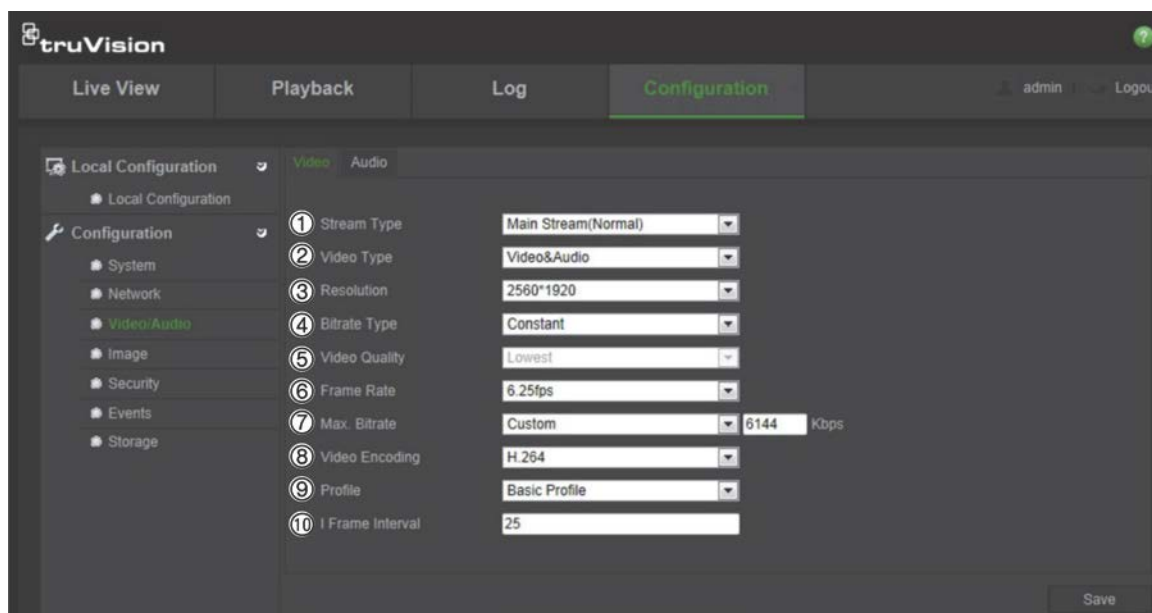 truVision
?
Live View Playback Log Configuration admin Logou
Local Configuration Video Audio
Local Configuration
Configuration
System
Network
Video/Audio
Image
Security
Events
Storage
① Stream Type Main Stream(Normal)
② Video Type Video&Audio
③ Resolution 2560*1920
④ Bitrate Type Constant
⑤ Video Quality Lowest
⑥ Frame Rate 6.25fps
⑦ Max. Bitrate Custom 6144 Kbps
⑧ Video Encoding H.264
⑨ Profile Basic Profile
⑩ I Frame Interval 25
Save